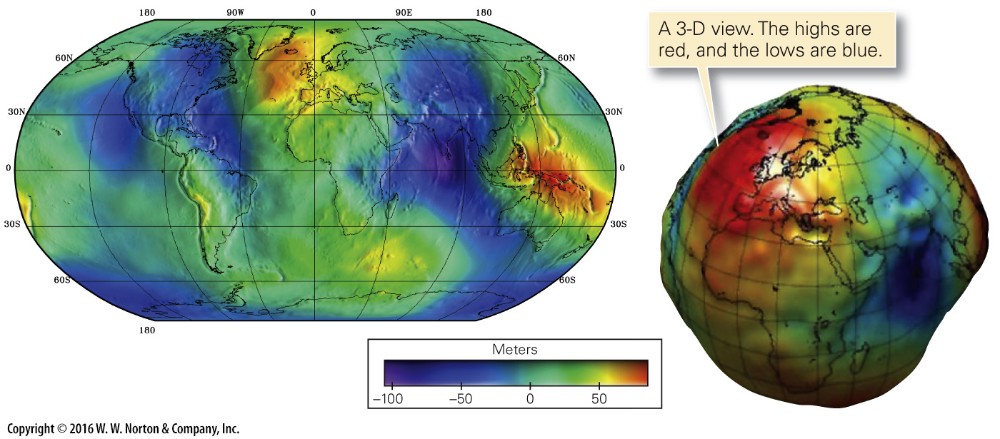 180
90W
0
90E
180
A 3-D view. The highs are
red, and the lows are blue.
60N
60N
30N
30N
0
0
30S
30S
60S
60S
180
Meters
–100
–50
0
50
Copyright © 2016 W. W. Norton & Company, Inc.